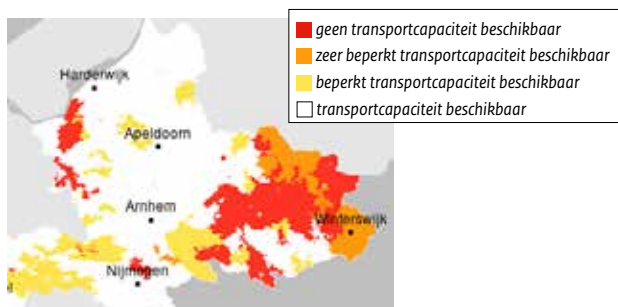 geen transportcapaciteit beschikbaar
zeer beperkt transportcapaciteit beschikbaar
beperkt transportcapaciteit beschikbaar
transportcapaciteit beschikbaar
Harderwijk
Apeldoorn
Arnhem
Winterswijk
Nijmegen